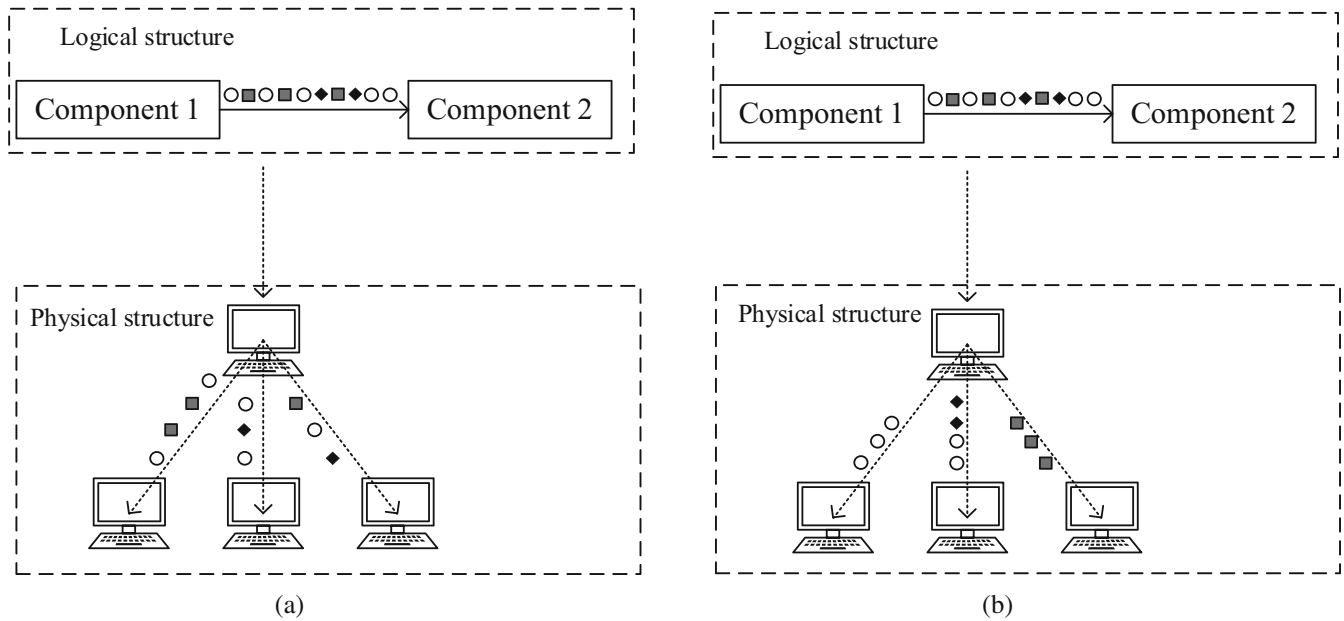 Logical structure
Component 1
Component 2
Physical structure
(a)
Logical structure
Component 1
Component 2
Physical structure
(b)